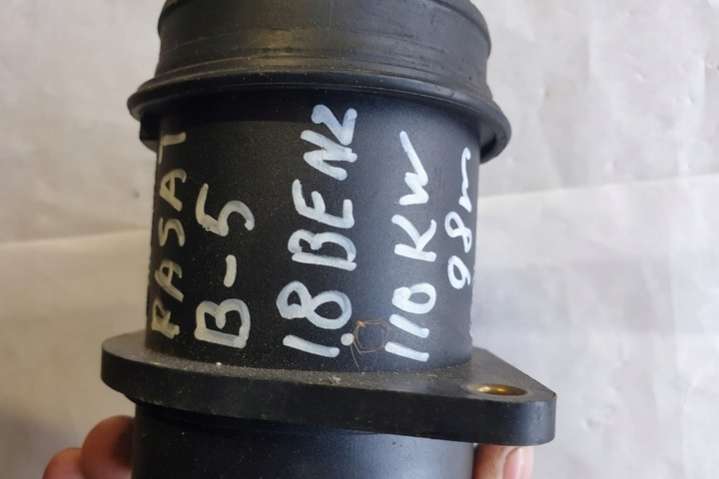 PASAT
B-5
1.8 BENZ
110 KW
98m